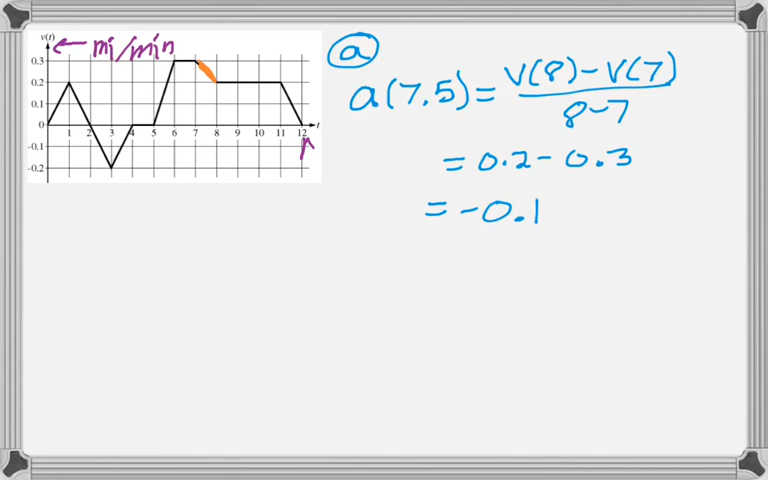 v(t)
← mi/min
0.3
0.2
0.1
0
-0.1
-0.2
1 2 3 4 5 6 7 8 9 10 11 12 t
a
a(7.5) = v(8) - v(7)
8 - 7
= 0.2 - 0.3
= -0.1